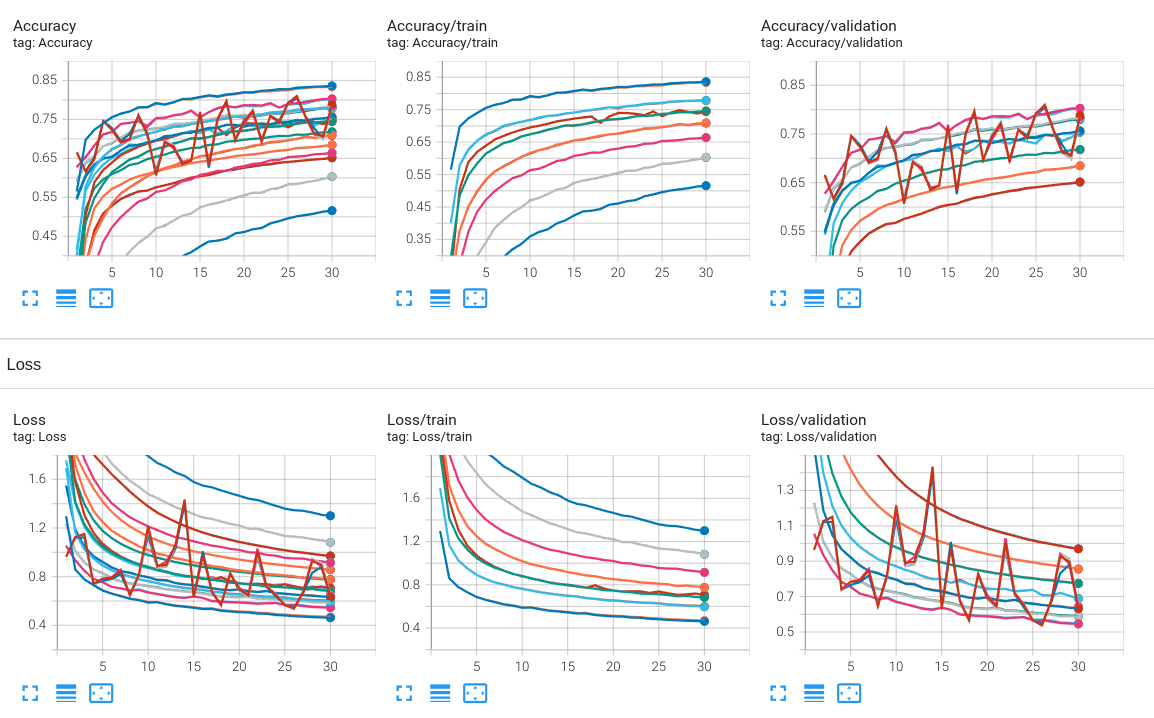 Accuracy
tag: Accuracy
0.85
0.75
0.65
0.55
0.45
5 10 15 20 25 30
Accuracy/train
tag: Accuracy/train
0.85
0.75
0.65
0.55
0.45
0.35
5 10 15 20 25 30
Accuracy/validation
tag: Accuracy/validation
0.85
0.75
0.65
0.55
5 10 15 20 25 30
Loss
Loss
tag: Loss
1.6
1.2
0.8
0.4
5 10 15 20 25 30
Loss/train
tag: Loss/train
1.6
1.2
0.8
0.4
5 10 15 20 25 30
Loss/validation
tag: Loss/validation
1.3
1.1
0.9
0.7
0.5
5 10 15 20 25 30